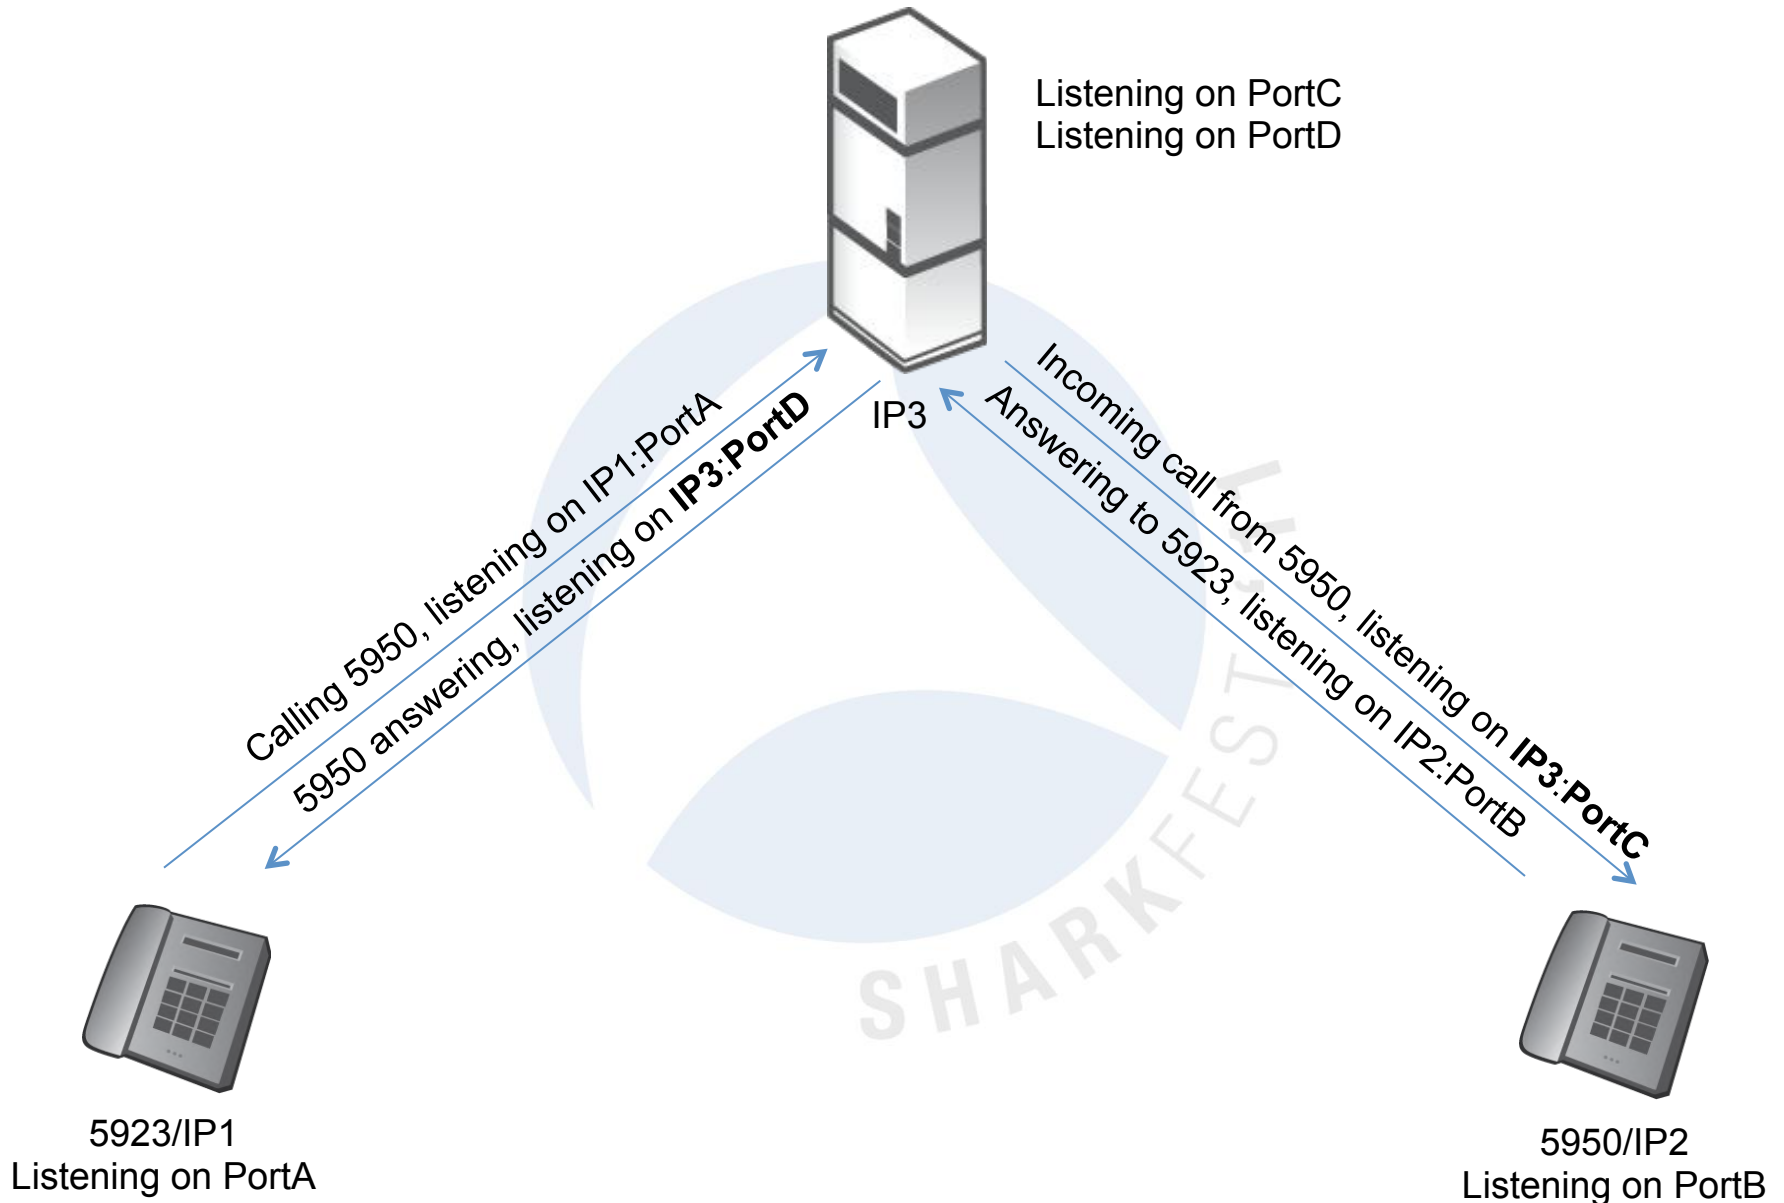 Listening on PortC
Listening on PortD
IP3
Calling 5950, listening on IP1:PortA
5950 answering, listening on IP3:PortD
Incoming call from 5950, listening on IP3:PortC
Answering to 5923, listening on IP2:PortB
SHARKFEST
5923/IP1
Listening on PortA
5950/IP2
Listening on PortB